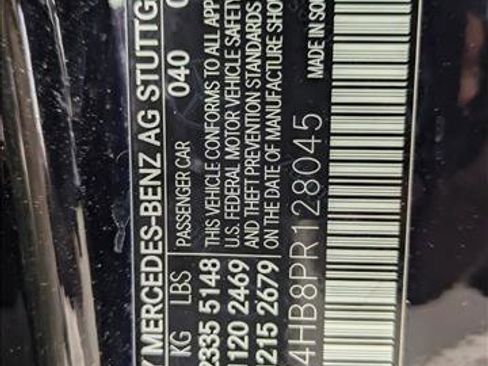 Y MERCEDES-BENZ AG STUTTG
KG LBS PASSENGER CAR 040
2335 5148
1120 2469
1215 2679
THIS VEHICLE CONFORMS TO ALL APP
U.S. FEDERAL MOTOR VEHICLE SAFETY
AND THEFT PREVENTION STANDARDS
ON THE DATE OF MANUFACTURE SHO
4HB8PR128045
MADE IN SO